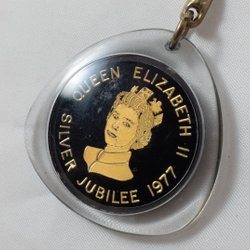 QUEEN ELIZABETH II
SILVER JUBILEE 1977